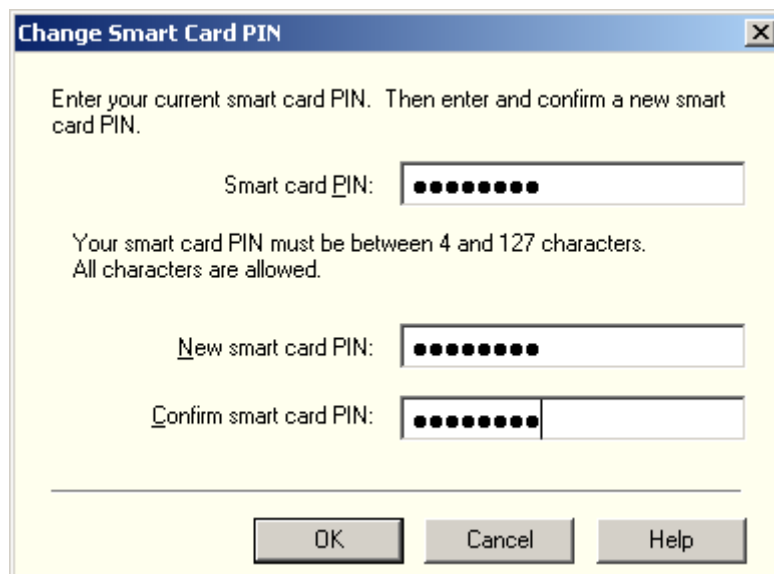 Change Smart Card PIN
Enter your current smart card PIN.  Then enter and confirm a new smart
card PIN.
Smart card PIN: ●●●●●●●●
Your smart card PIN must be between 4 and 127 characters.
All characters are allowed.
New smart card PIN: ●●●●●●●●
Confirm smart card PIN: ●●●●●●●●
OK Cancel Help